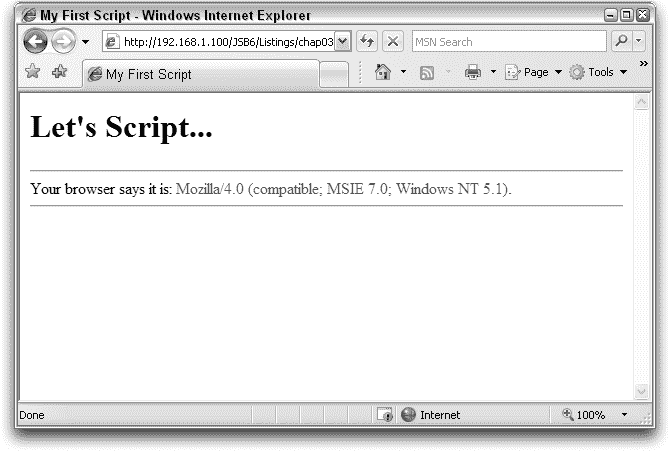 My First Script - Windows Internet Explorer
http://192.168.1.100/JSB6/Listings/chap03
MSN Search
My First Script
Page
Tools
Let's Script...
Your browser says it is: Mozilla/4.0 (compatible; MSIE 7.0; Windows NT 5.1).
Done
Internet
100%